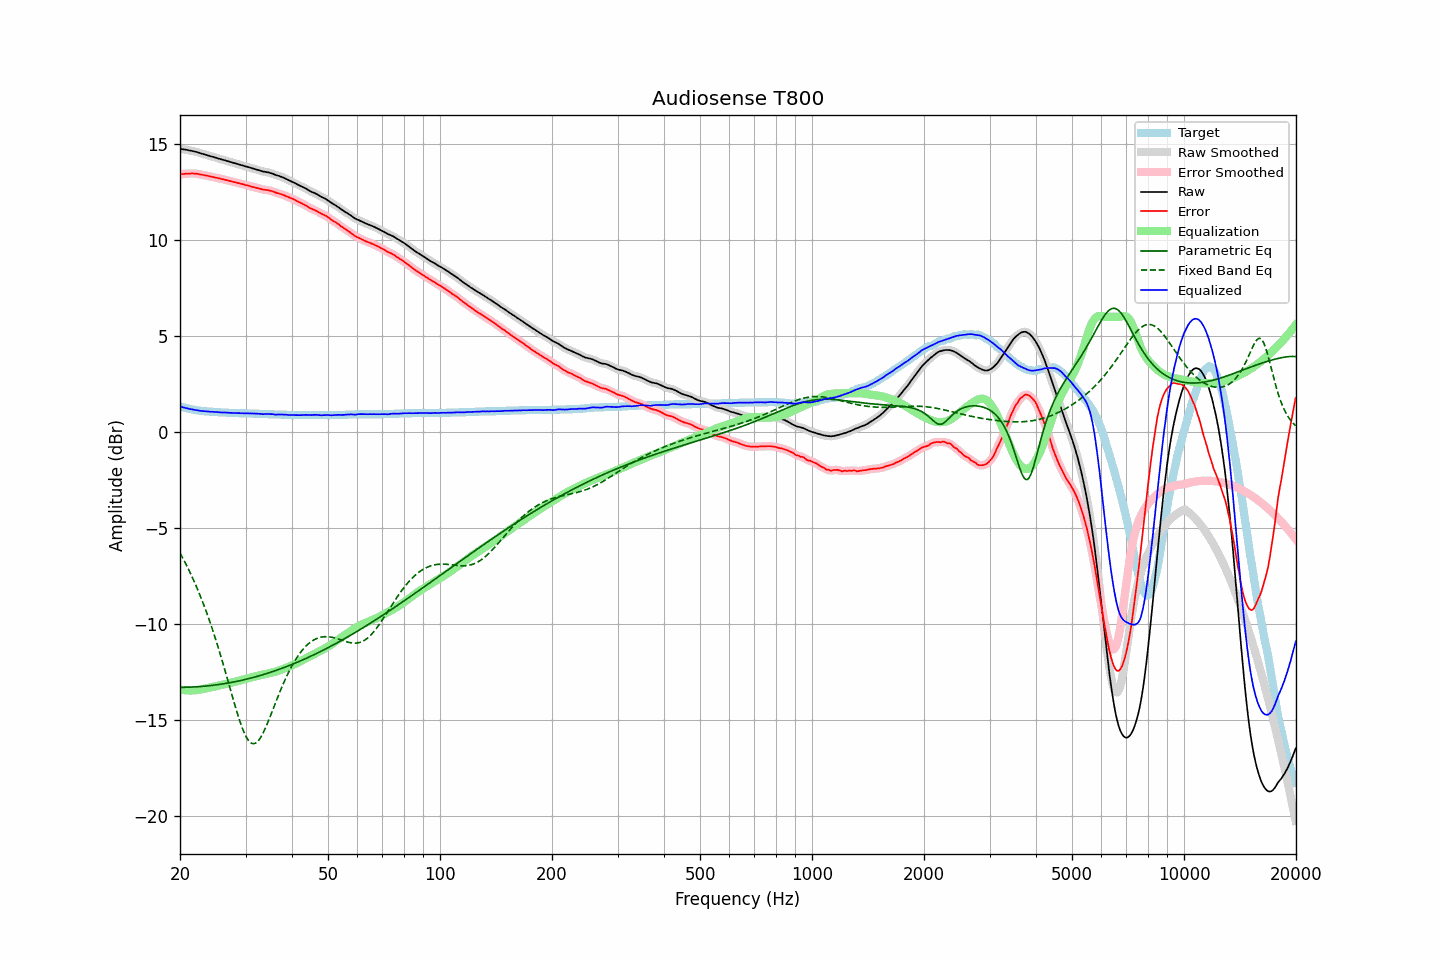 Audiosense T800
Target
Raw Smoothed
Error Smoothed
Raw
Error
Equalization
Parametric Eq
Fixed Band Eq
Equalized
Amplitude (dBr)
15
10
5
0
−5
−10
−15
−20
20
50
100
200
500
1000
2000
5000
10000
20000
Frequency (Hz)